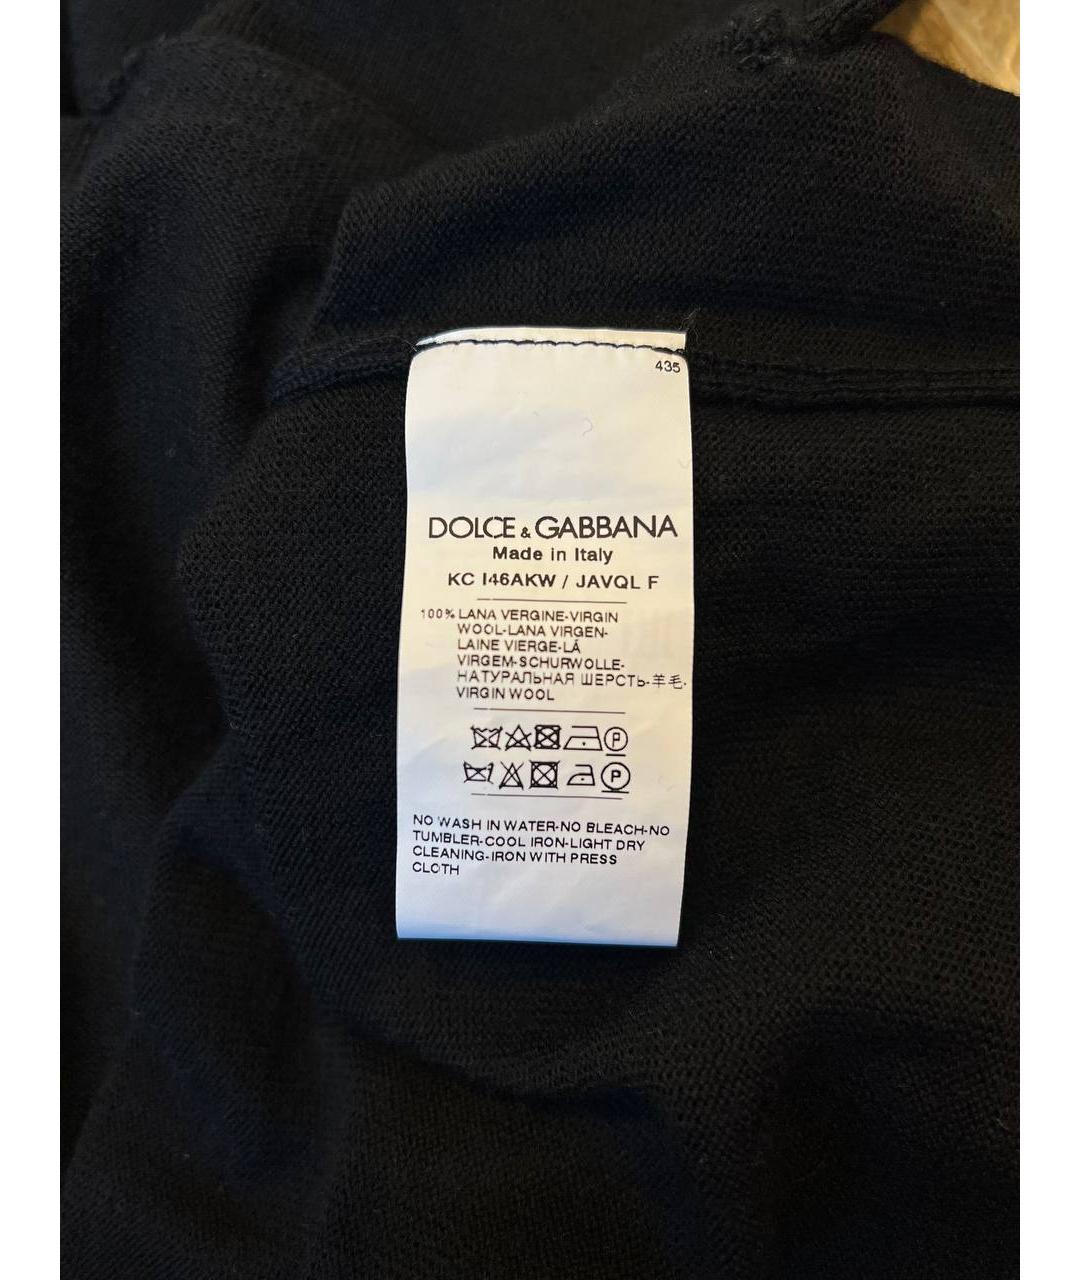 435
DOLCE & GABBANA
Made in Italy
KC I46AKW / JAVQL F
100% LANA VERGINE-VIRGIN
WOOL-LANA VIRGEN-
LAINE VIERGE-LÃ
VIRGEM-SCHURWOLLE-
НАТУРАЛЬНАЯ ШЕРСТЬ-羊毛-
VIRGIN WOOL
P
P
NO WASH IN WATER-NO BLEACH-NO
TUMBLER-COOL IRON-LIGHT DRY
CLEANING-IRON WITH PRESS
CLOTH